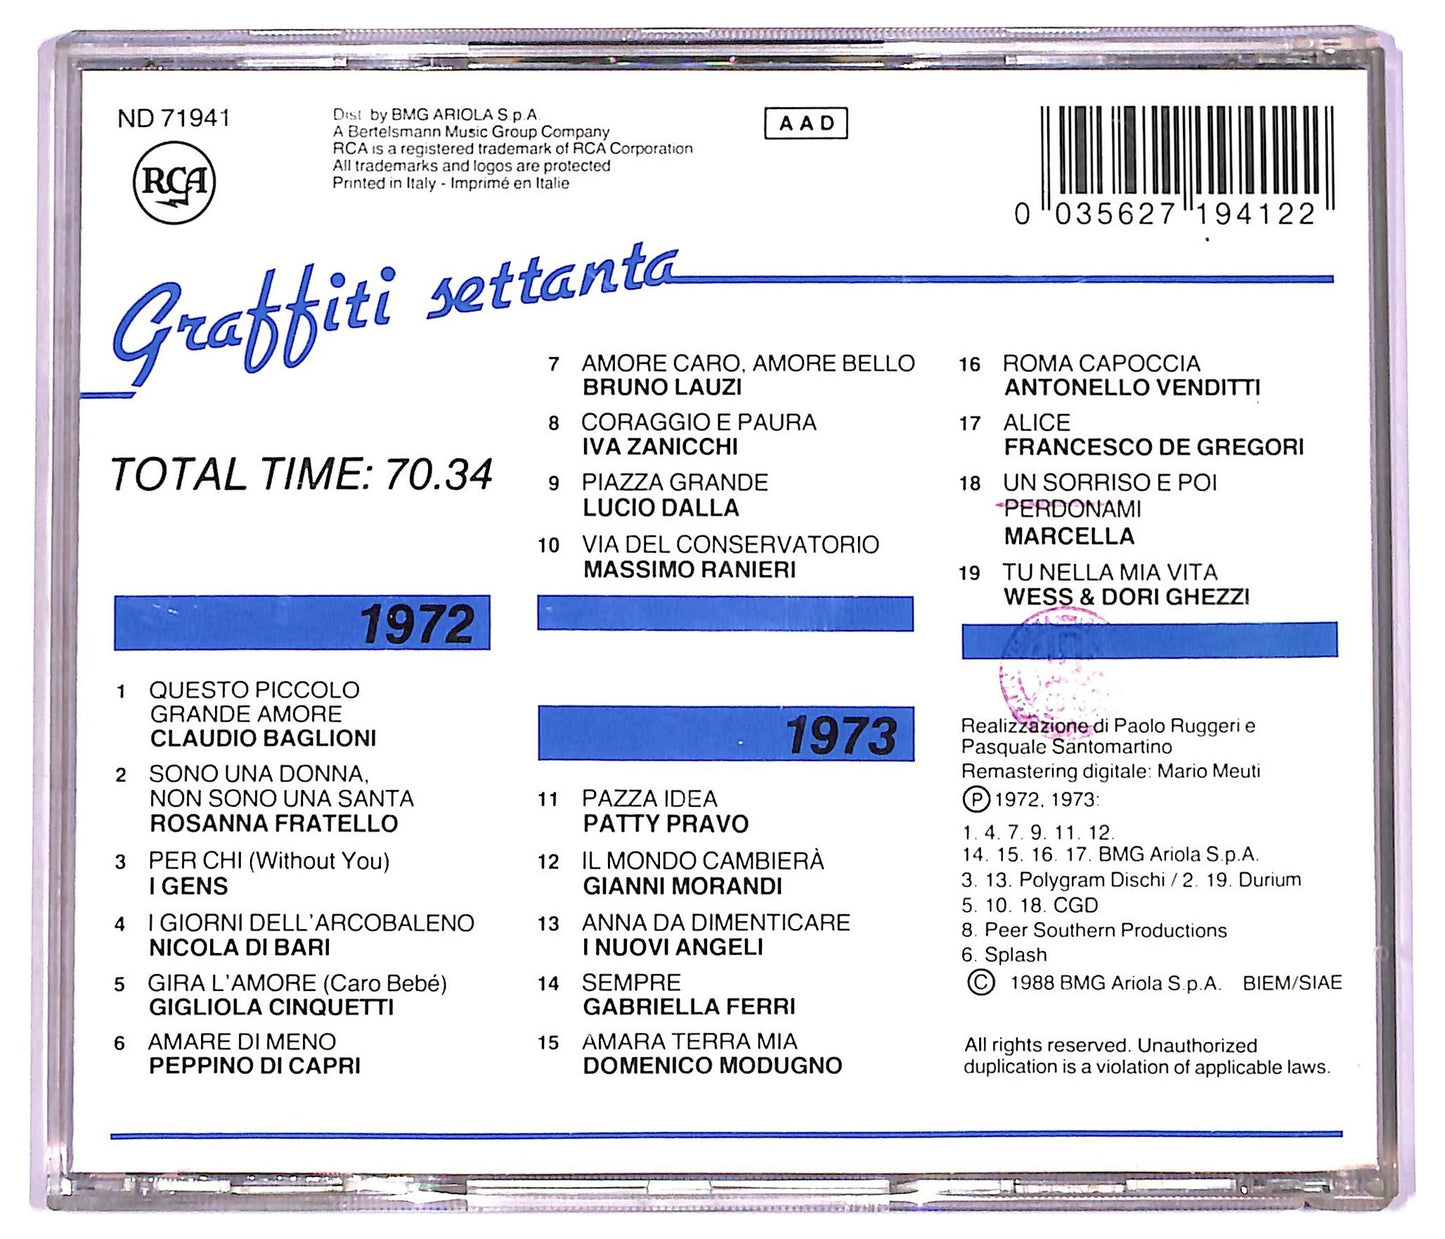 ND 71941
RCA
Dist. by BMG ARIOLA S.p.A.
A Bertelsmann Music Group Company
RCA is a registered trademark of RCA Corporation
All trademarks and logos are protected
Printed in Italy - Imprimé en Italie
AAD
0 035627 194122
Graffiti settanta
TOTAL TIME: 70.34
1972
1 QUESTO PICCOLO
GRANDE AMORE
CLAUDIO BAGLIONI
2 SONO UNA DONNA,
NON SONO UNA SANTA
ROSANNA FRATELLO
3 PER CHI (Without You)
I GENS
4 I GIORNI DELL'ARCOBALENO
NICOLA DI BARI
5 GIRA L'AMORE (Caro Bebé)
GIGLIOLA CINQUETTI
6 AMARE DI MENO
PEPPINO DI CAPRI
7 AMORE CARO, AMORE BELLO
BRUNO LAUZI
8 CORAGGIO E PAURA
IVA ZANICCHI
9 PIAZZA GRANDE
LUCIO DALLA
10 VIA DEL CONSERVATORIO
MASSIMO RANIERI
1973
11 PAZZA IDEA
PATTY PRAVO
12 IL MONDO CAMBIERÀ
GIANNI MORANDI
13 ANNA DA DIMENTICARE
I NUOVI ANGELI
14 SEMPRE
GABRIELLA FERRI
15 AMARA TERRA MIA
DOMENICO MODUGNO
16 ROMA CAPOCCIA
ANTONELLO VENDITTI
17 ALICE
FRANCESCO DE GREGORI
18 UN SORRISO E POI
PERDONAMI
MARCELLA
19 TU NELLA MIA VITA
WESS & DORI GHEZZI
Realizzazione di Paolo Ruggeri e
Pasquale Santomartino
Remastering digitale: Mario Meuti
Ⓟ 1972, 1973:
1. 4. 7. 9. 11. 12.
14. 15. 16. 17. BMG Ariola S.p.A.
3. 13. Polygram Dischi / 2. 19. Durium
5. 10. 18. CGD
8. Peer Southern Productions
6. Splash
© 1988 BMG Ariola S.p.A. BIEM/SIAE
All rights reserved. Unauthorized
duplication is a violation of applicable laws.